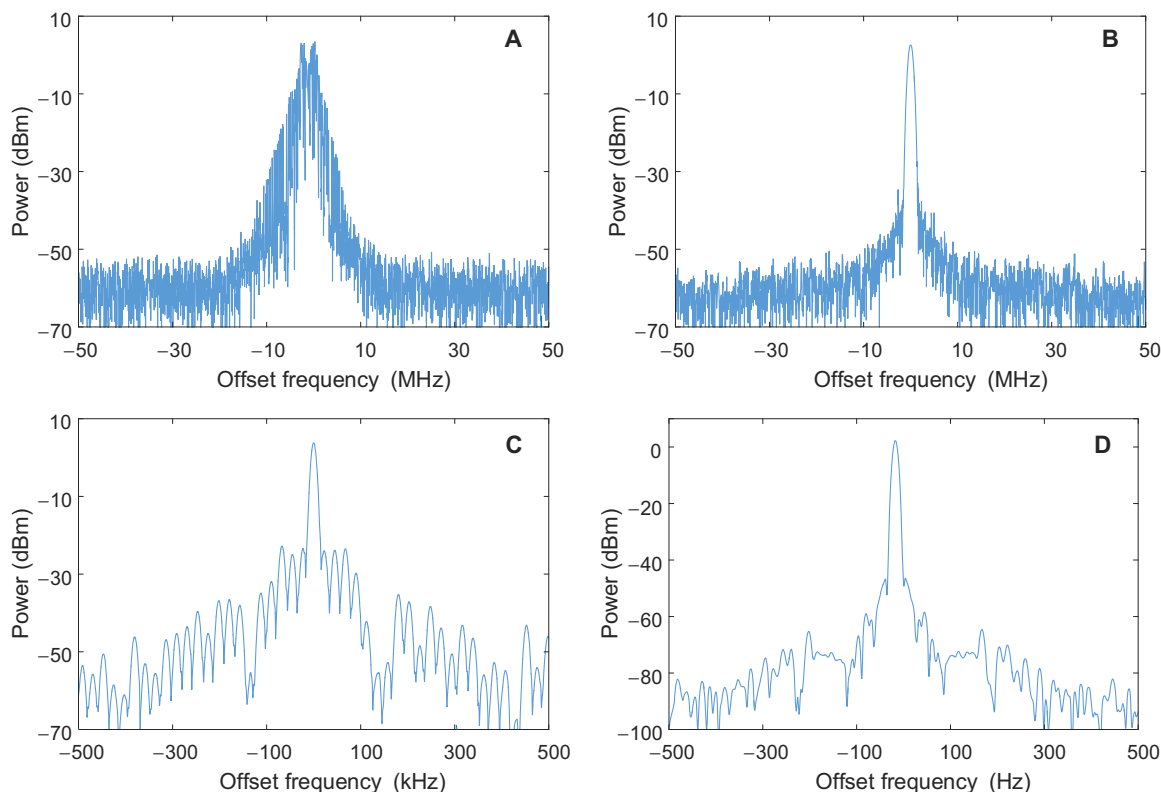 A
10
−10
−30
−50
−70
Power (dBm)
−50 −30 −10 10 30 50
Offset frequency (MHz)
B
10
−10
−30
−50
−70
Power (dBm)
−50 −30 −10 10 30 50
Offset frequency (MHz)
C
10
−10
−30
−50
−70
Power (dBm)
−500 −300 −100 100 300 500
Offset frequency (kHz)
D
0
−20
−40
−60
−80
−100
Power (dBm)
−500 −300 −100 100 300 500
Offset frequency (Hz)